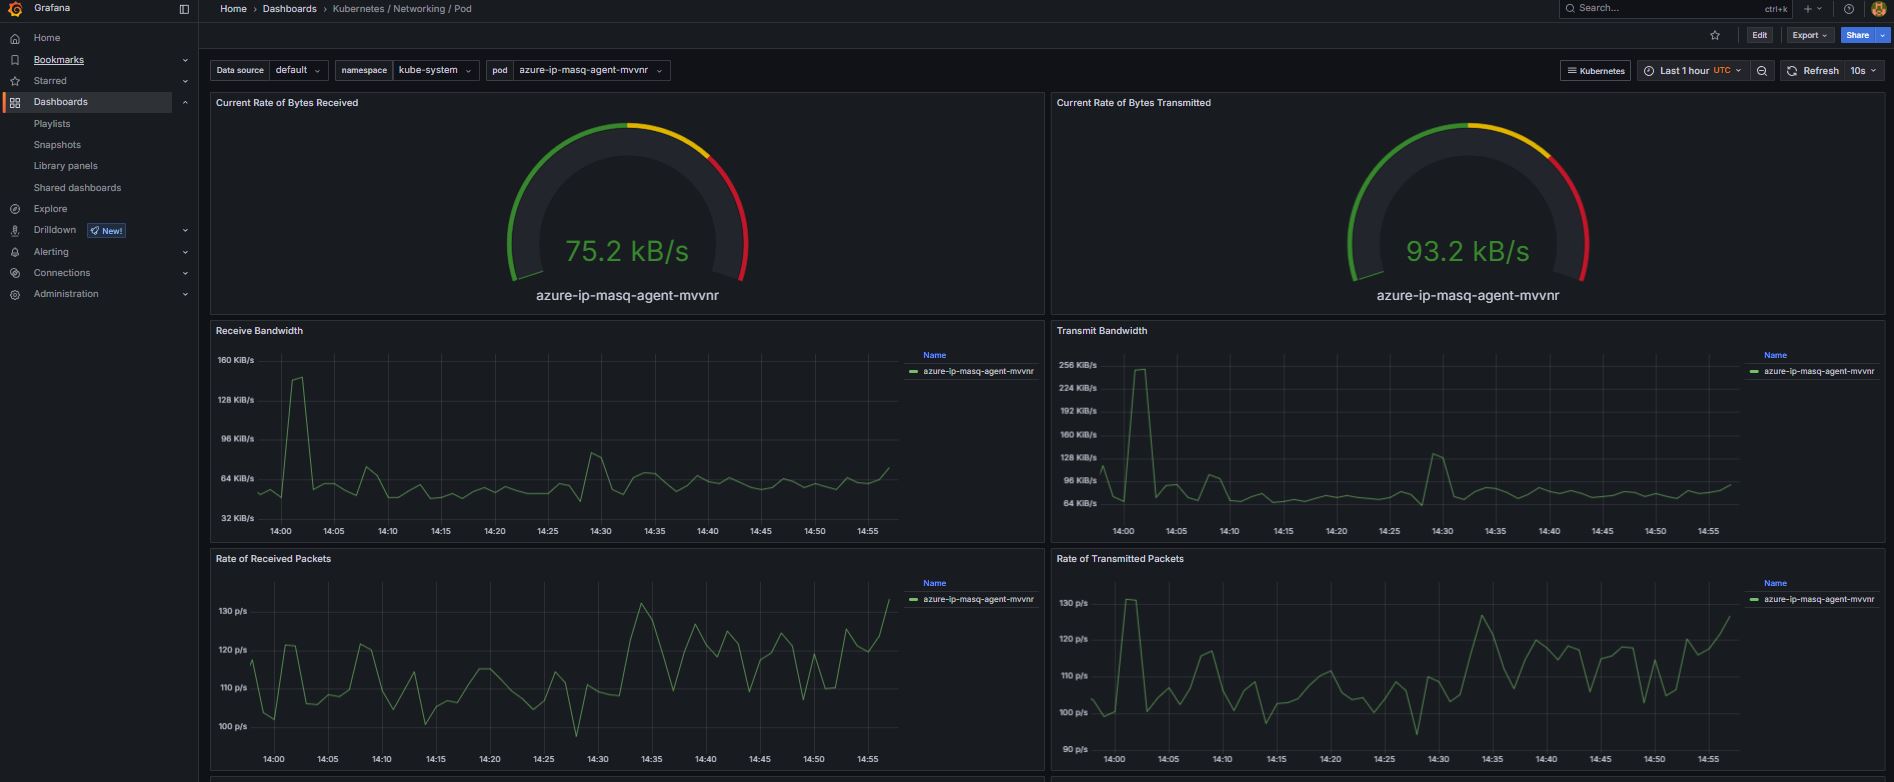 Grafana
Home › Dashboards › Kubernetes / Networking / Pod
Search... ctrl+k
Home
Bookmarks
Starred
Dashboards
Playlists
Snapshots
Library panels
Shared dashboards
Explore
Drilldown New!
Alerting
Connections
Administration
Edit Export Share
Data source default namespace kube-system pod azure-ip-masq-agent-mvvnr
Kubernetes Last 1 hour UTC Refresh 10s
Current Rate of Bytes Received
75.2 kB/s
azure-ip-masq-agent-mvvnr
Current Rate of Bytes Transmitted
93.2 kB/s
azure-ip-masq-agent-mvvnr
Receive Bandwidth
160 KiB/s
128 KiB/s
96 KiB/s
64 KiB/s
32 KiB/s
14:00 14:05 14:10 14:15 14:20 14:25 14:30 14:35 14:40 14:45 14:50 14:55
Name
azure-ip-masq-agent-mvvnr
Transmit Bandwidth
256 KiB/s
224 KiB/s
192 KiB/s
160 KiB/s
128 KiB/s
96 KiB/s
64 KiB/s
14:00 14:05 14:10 14:15 14:20 14:25 14:30 14:35 14:40 14:45 14:50 14:55
Name
azure-ip-masq-agent-mvvnr
Rate of Received Packets
130 p/s
120 p/s
110 p/s
100 p/s
14:00 14:05 14:10 14:15 14:20 14:25 14:30 14:35 14:40 14:45 14:50 14:55
Name
azure-ip-masq-agent-mvvnr
Rate of Transmitted Packets
130 p/s
120 p/s
110 p/s
100 p/s
90 p/s
14:00 14:05 14:10 14:15 14:20 14:25 14:30 14:35 14:40 14:45 14:50 14:55
Name
azure-ip-masq-agent-mvvnr